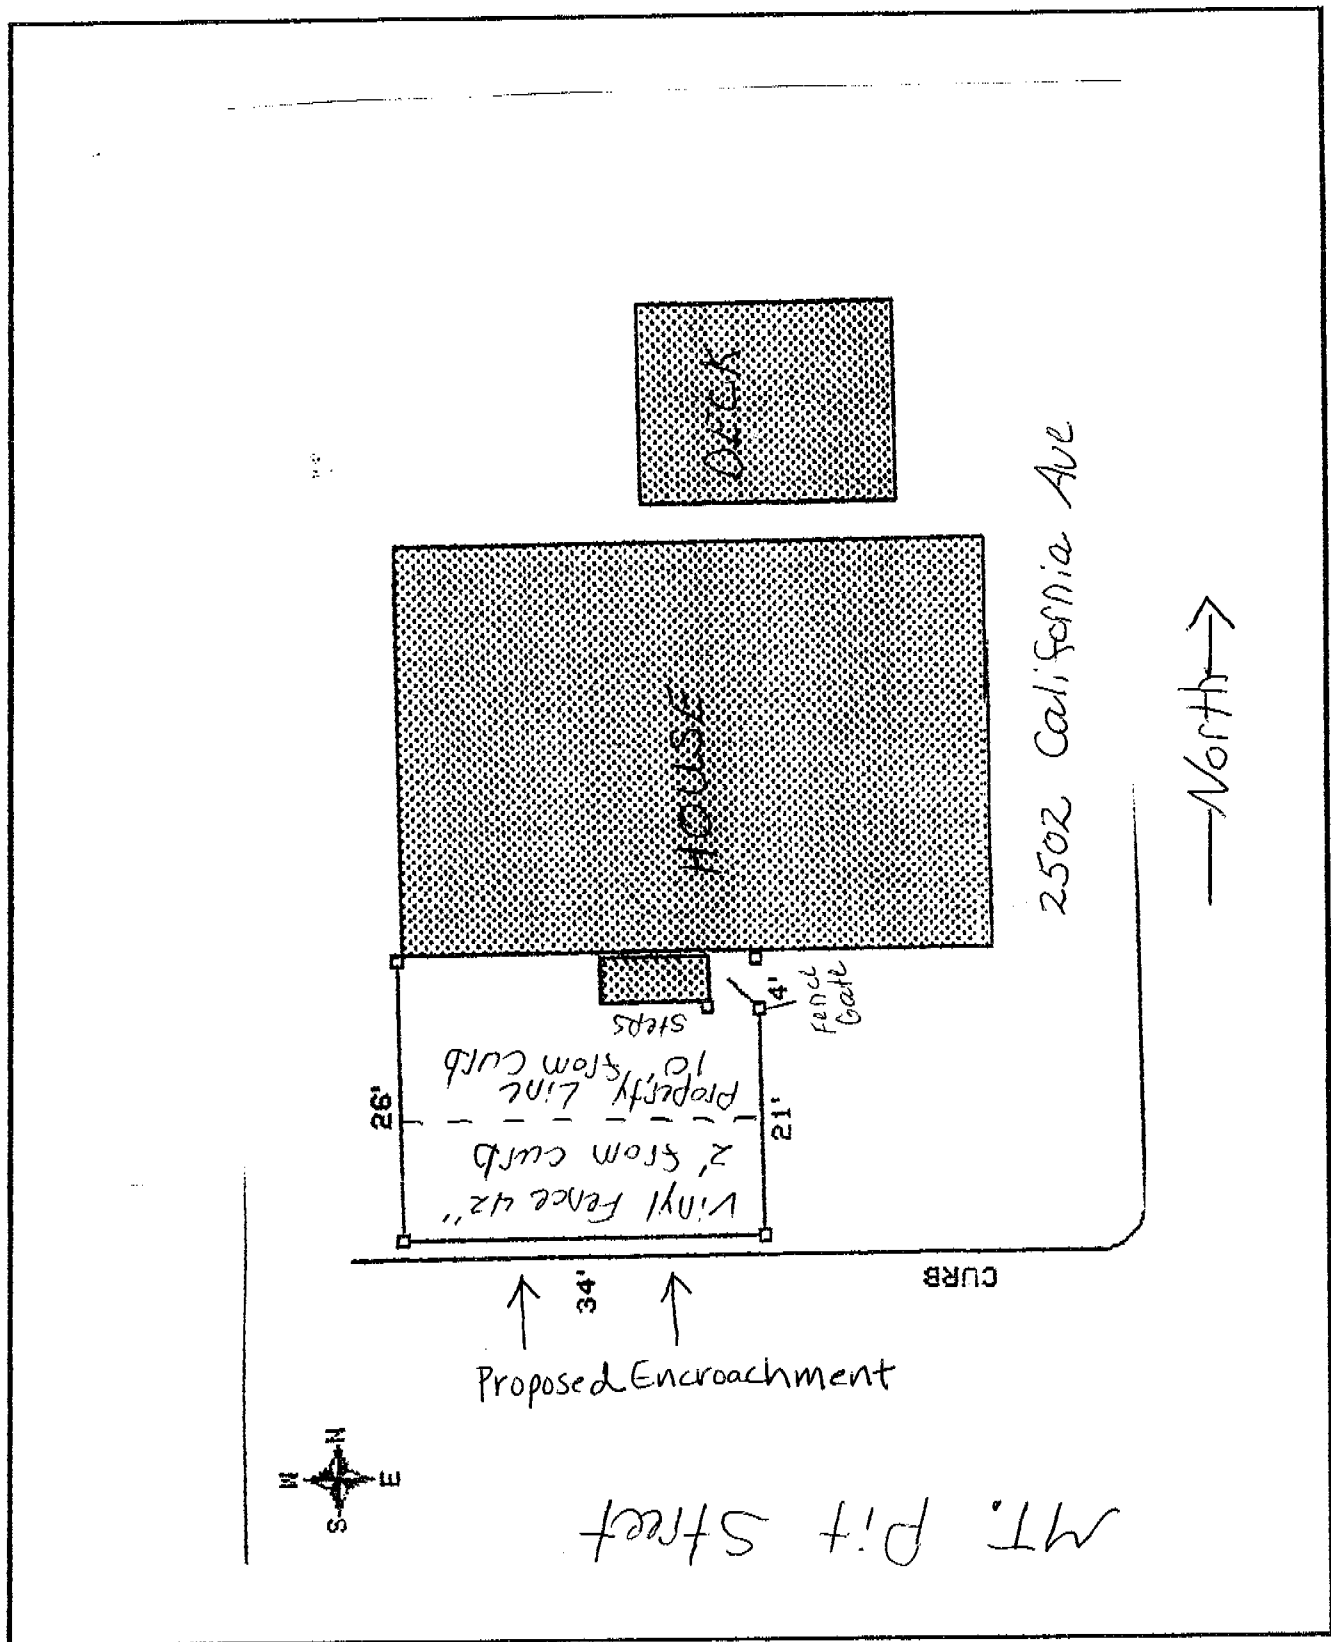 DECK
HOUSE
2502 California Ave
North
Steps
4'
Fence
Gate
Property Line
10' from Curb
26'
21'
Vinyl Fence 42"
2' from curb
34'
CURB
Proposed Encroachment
N
W
E
S
MT. Pit Street